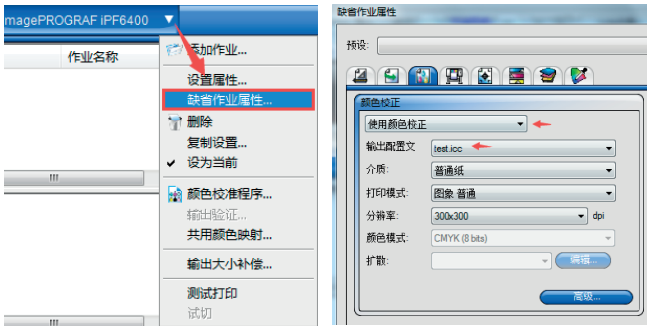 magePROGRAF iPF6400
作业名称
添加作业...
设置属性...
缺省作业属性...
删除
复制设置...
设为当前
颜色校准程序...
输出验证...
共用颜色映射...
输出大小补偿...
测试打印
试切
缺省作业属性
预设:
颜色校正
使用颜色校正
输出配置文 test.icc
介质: 普通纸
打印模式: 图象 普通
分辨率: 300x300 dpi
颜色模式: CMYK (8 bits)
扩散: 编辑...
高级...